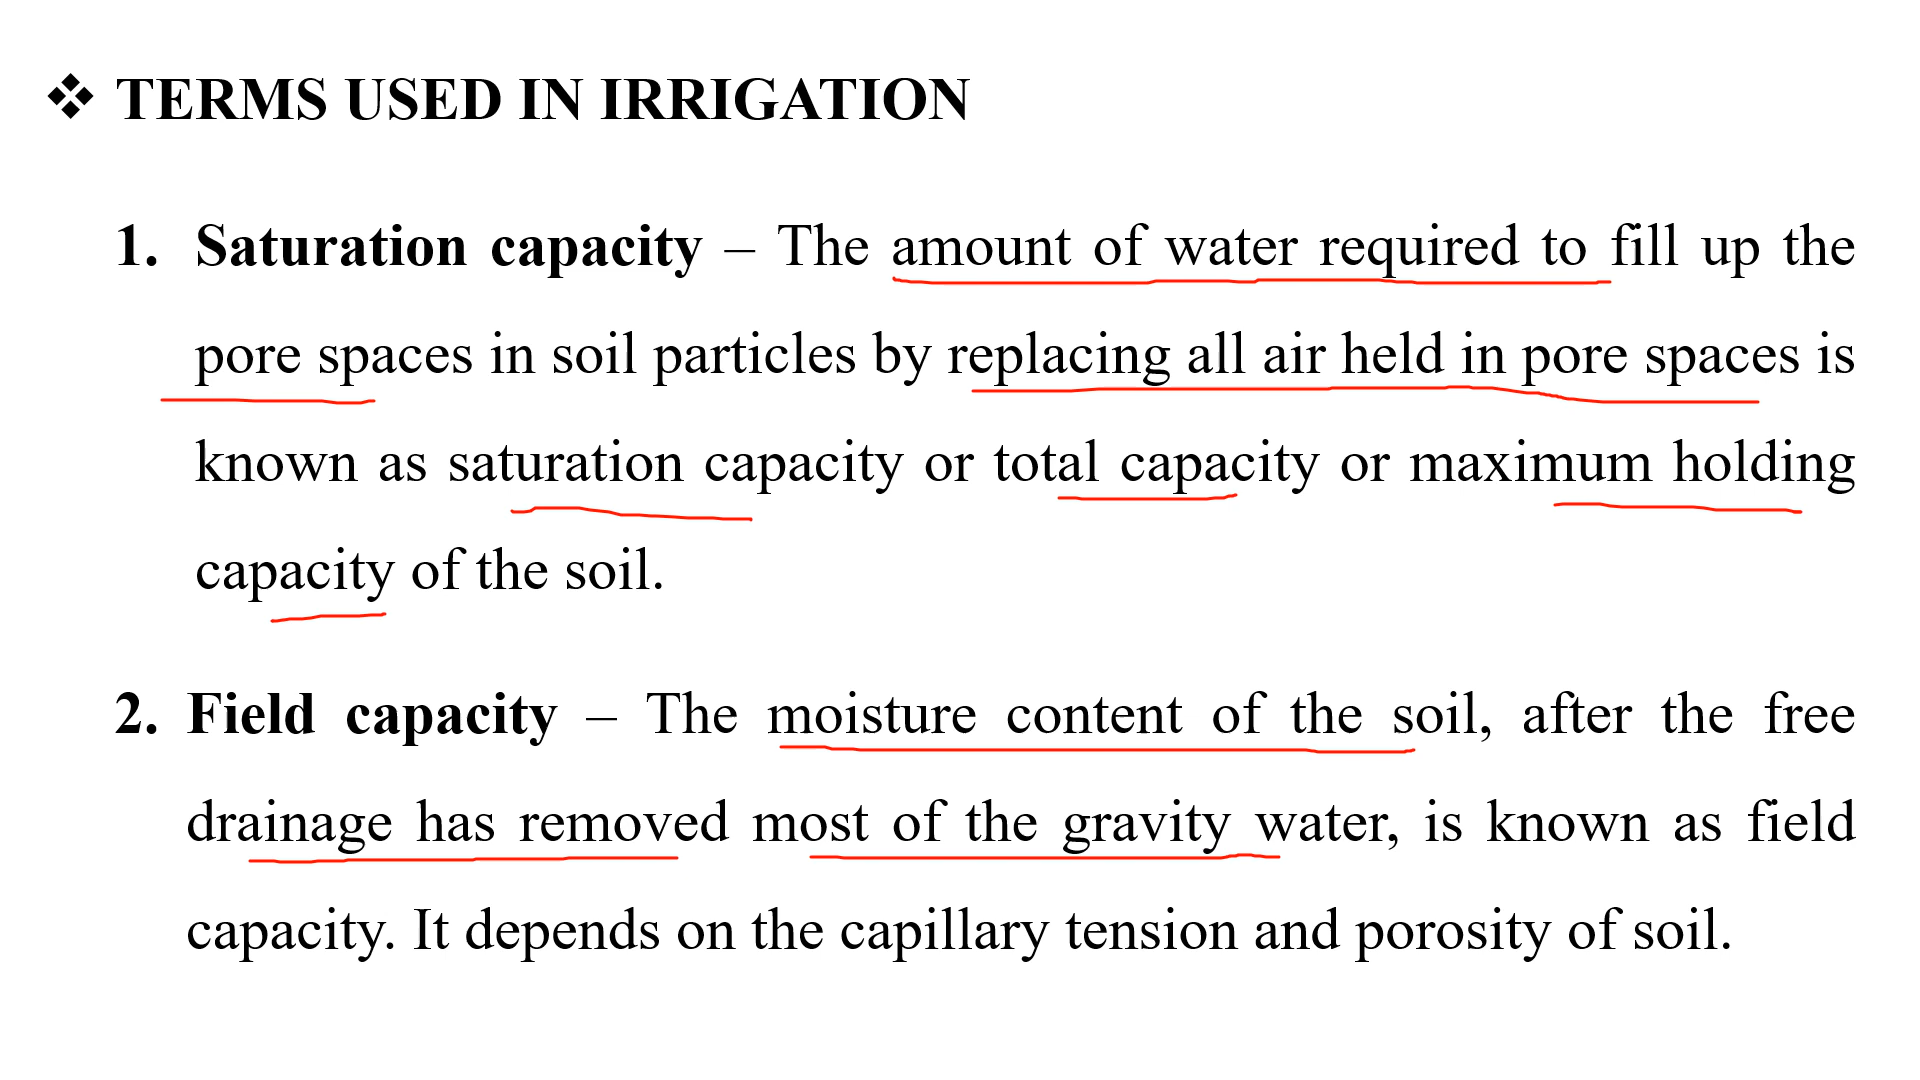 ❖ TERMS USED IN IRRIGATION
1. Saturation capacity – The amount of water required to fill up the
pore spaces in soil particles by replacing all air held in pore spaces is
known as saturation capacity or total capacity or maximum holding
capacity of the soil.
2. Field capacity – The moisture content of the soil, after the free
drainage has removed most of the gravity water, is known as field
capacity. It depends on the capillary tension and porosity of soil.